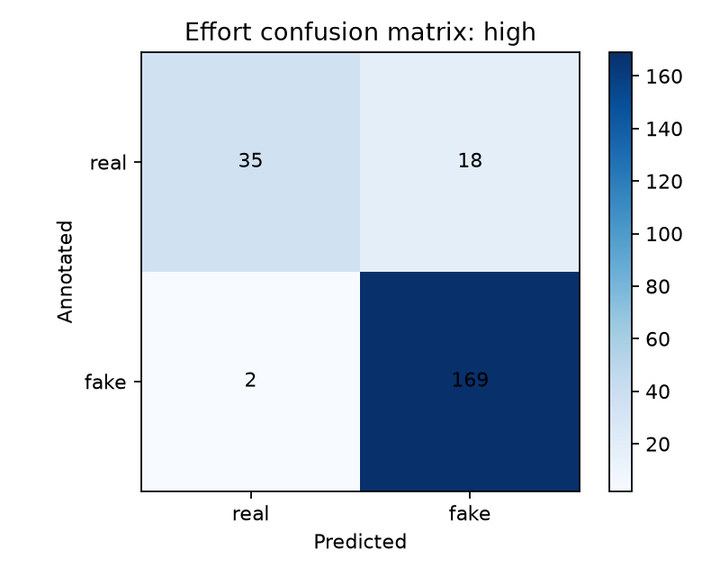 Effort confusion matrix: high
real
35
18
160
140
120
100
80
60
40
20
Annotated
fake
2
169
real
fake
Predicted